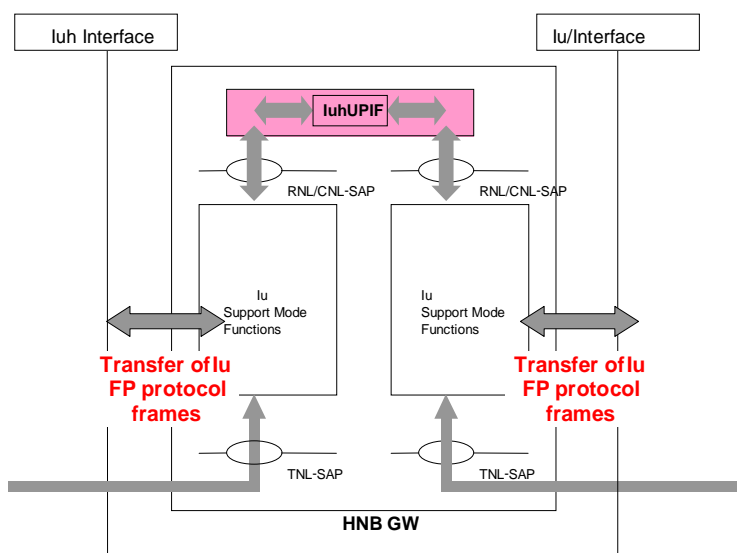 Iuh Interface
Iu/Interface
IuhUPIF
RNL/CNL-SAP
RNL/CNL-SAP
Iu
Support Mode
Functions
Iu
Support Mode
Functions
Transfer of Iu
FP protocol
frames
Transfer of Iu
FP protocol
frames
TNL-SAP
TNL-SAP
HNB GW